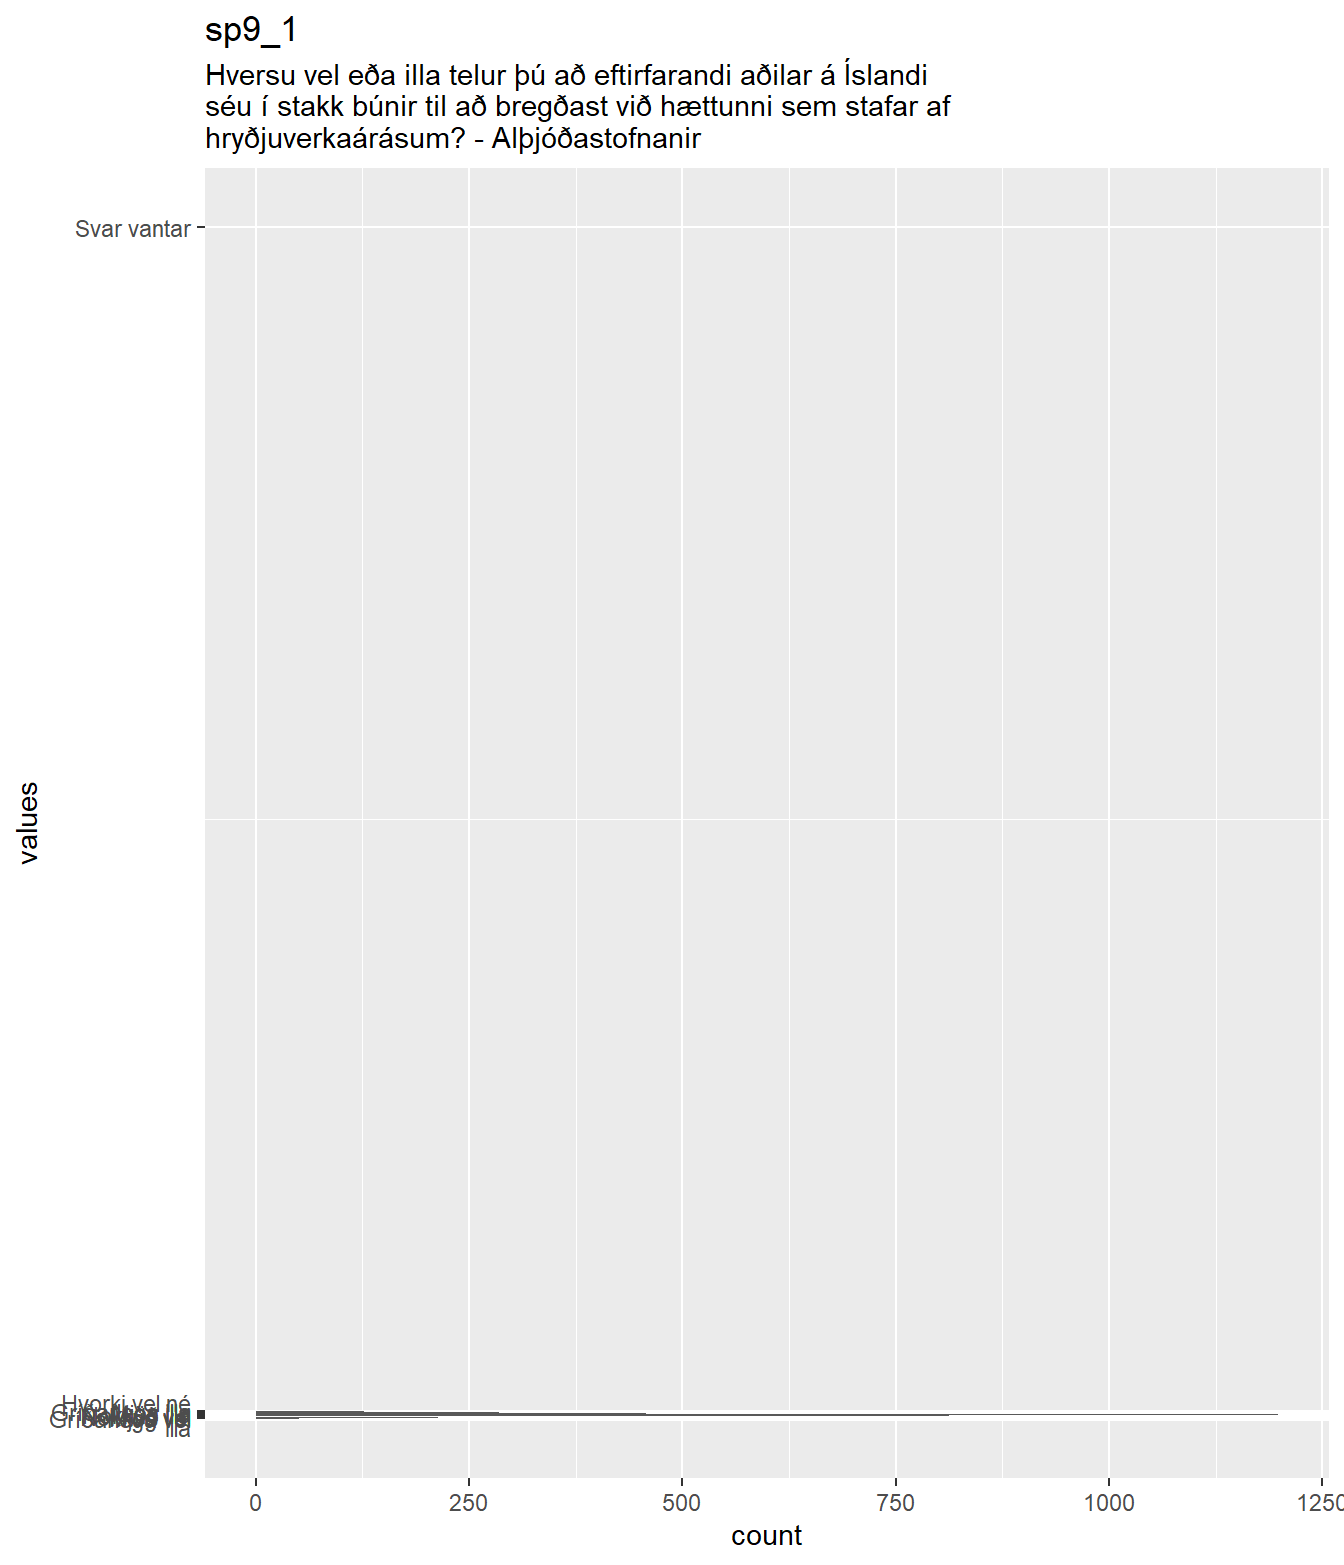 sp9_1
Hversu vel eða illa telur þú að eftirfarandi aðilar á Íslandi
séu í stakk búnir til að bregðast við hættunni sem stafar af
hryðjuverkaárásum? - Alþjóðastofnanir
Svar vantar
values
Hvorki vel né
illa
0 250 500 750 1000 1250
count